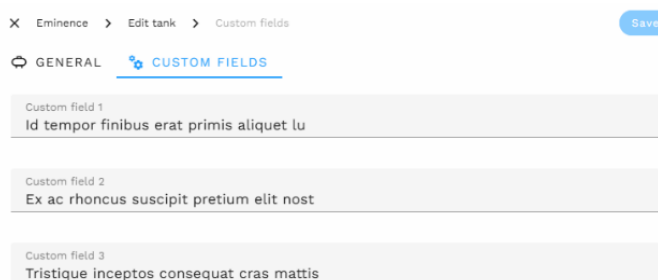 Eminence Edit tank Custom fields Save
GENERAL CUSTOM FIELDS
Custom field 1
Id tempor finibus erat primis aliquet lu
Custom field 2
Ex ac rhoncus suscipit pretium elit nost
Custom field 3
Tristique inceptos consequat cras mattis